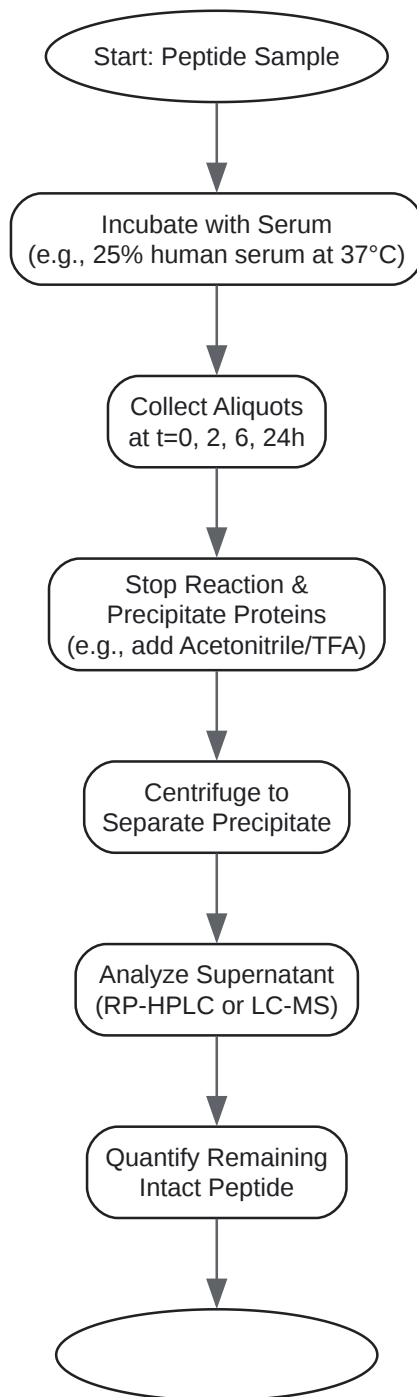 Start: Peptide Sample
Incubate with Serum
(e.g., 25% human serum at 37°C)
Collect Aliquots
at t=0, 2, 6, 24h
Stop Reaction &
Precipitate Proteins
(e.g., add Acetonitrile/TFA)
Centrifuge to
Separate Precipitate
Analyze Supernatant
(RP-HPLC or LC-MS)
Quantify Remaining
Intact Peptide